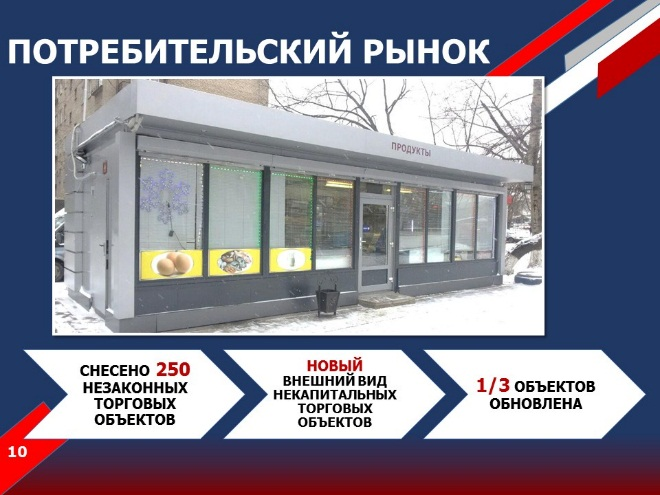 ПОТРЕБИТЕЛЬСКИЙ РЫНОК
ПРОДУКТЫ
СНЕСЕНО 250
НЕЗАКОННЫХ
ТОРГОВЫХ
ОБЪЕКТОВ
НОВЫЙ
ВНЕШНИЙ ВИД
НЕКАПИТАЛЬНЫХ
ТОРГОВЫХ
ОБЪЕКТОВ
1/3 ОБЪЕКТОВ
ОБНОВЛЕНА
10